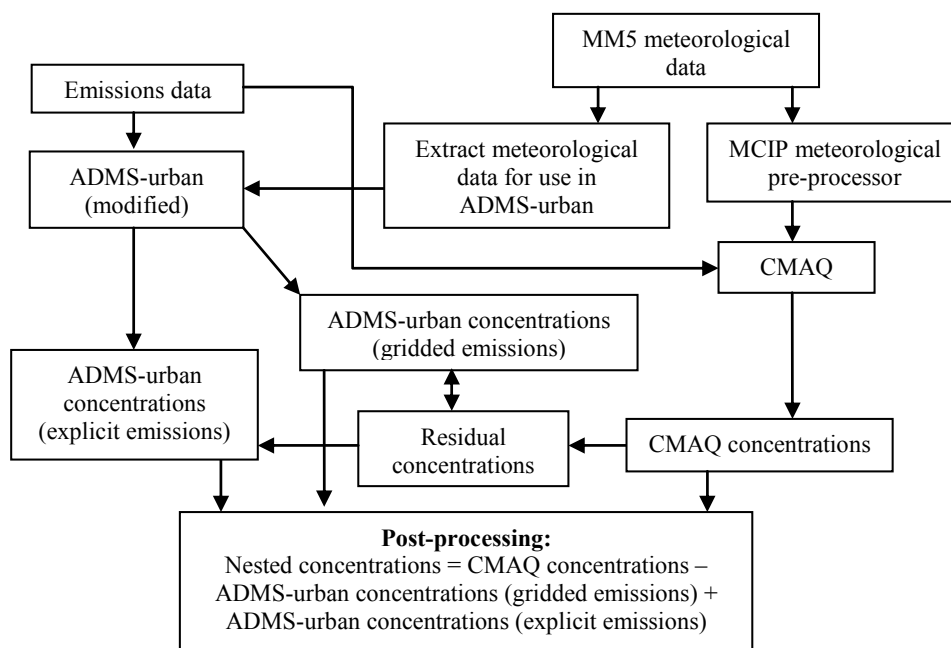 MM5 meteorological
data
Emissions data
Extract meteorological
data for use in
ADMS-urban
MCIP meteorological
pre-processor
ADMS-urban
(modified)
CMAQ
ADMS-urban concentrations
(gridded emissions)
ADMS-urban
concentrations
(explicit emissions)
Residual
concentrations
CMAQ concentrations
Post-processing:
Nested concentrations = CMAQ concentrations –
ADMS-urban concentrations (gridded emissions) +
ADMS-urban concentrations (explicit emissions)